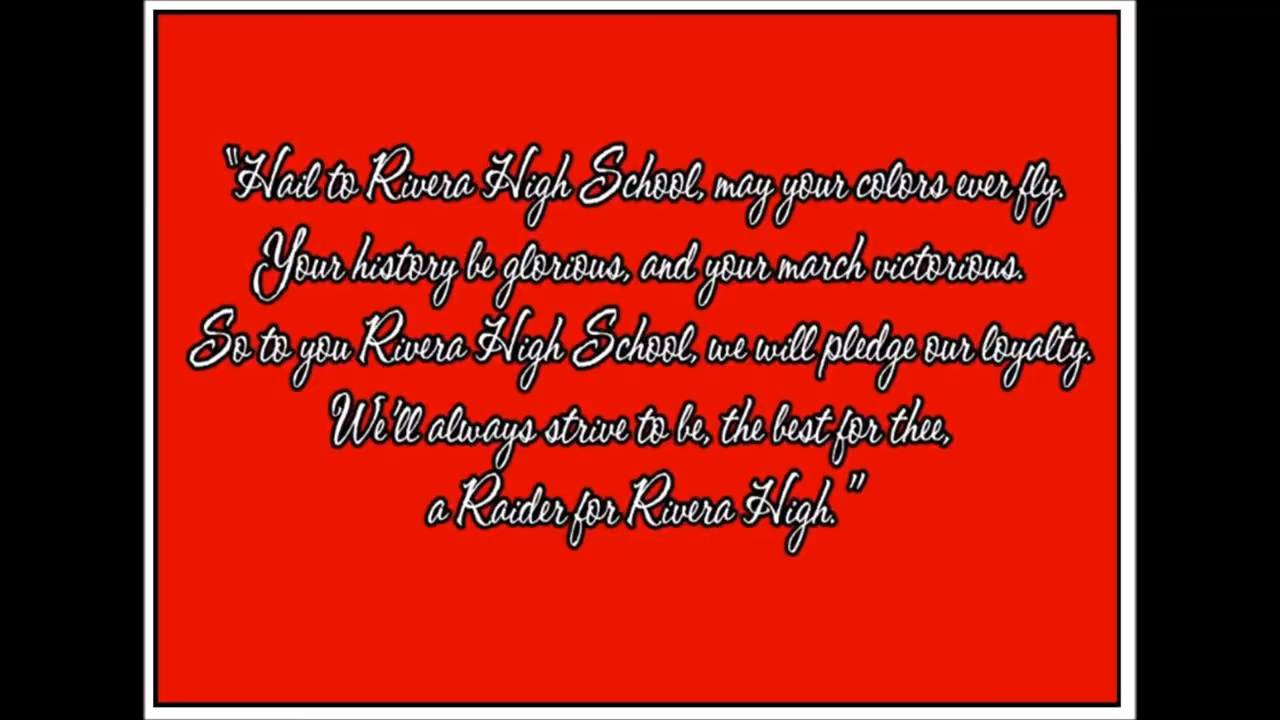 "Hail to Rivera High School, may your colors ever fly.
Your history be glorious, and your march victorious.
So to you Rivera High School, we will pledge our loyalty.
We'll always strive to be, the best for thee,
a Raider for Rivera High."